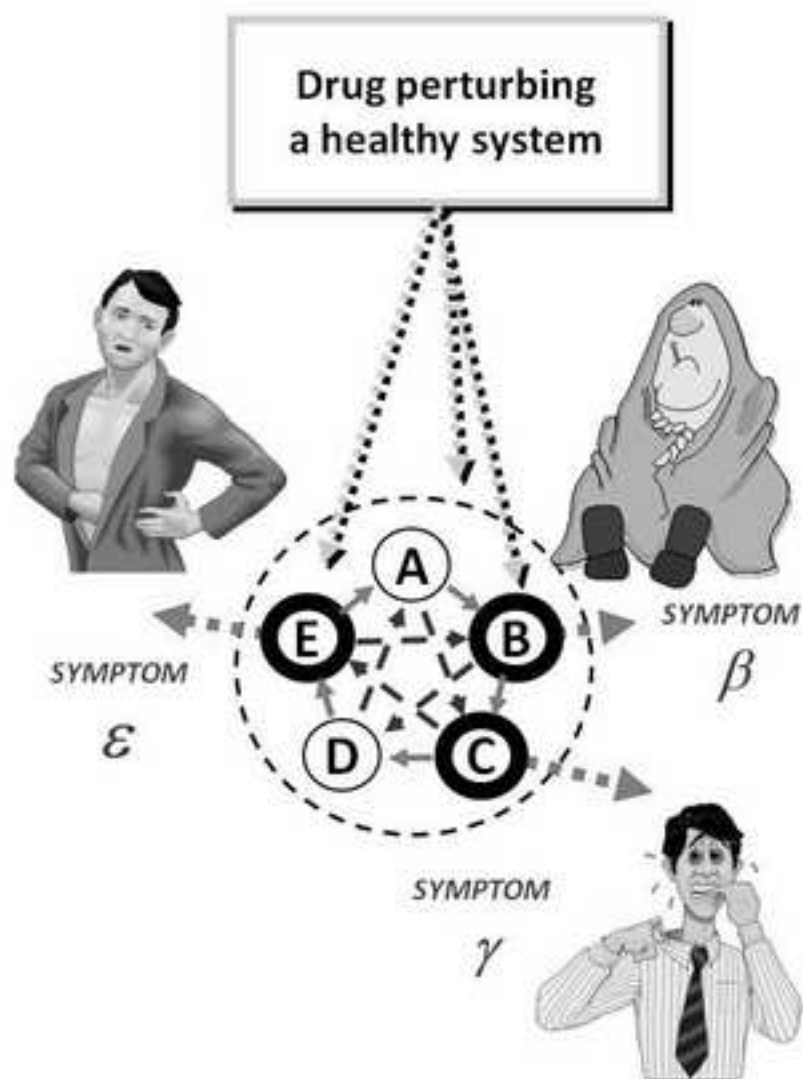 Drug perturbing
a healthy system
A
E
B
D
C
SYMPTOM
β
SYMPTOM
ε
SYMPTOM
γ